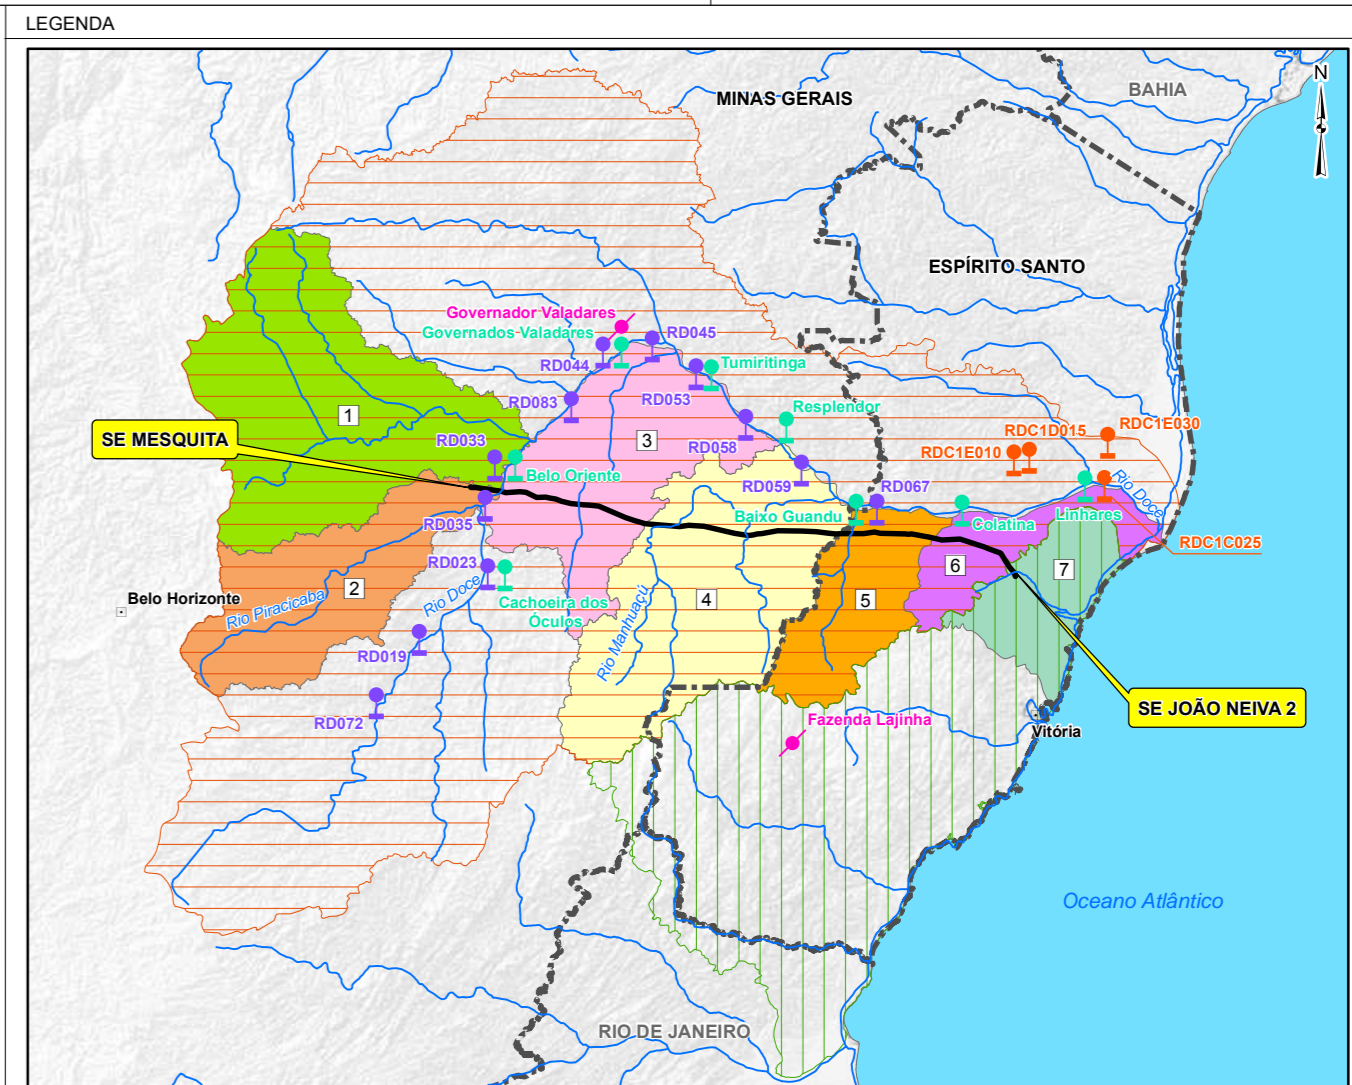 LEGENDA
N
BAHIA
MINAS GERAIS
ESPÍRITO SANTO
Governador Valadares
Governados Valadares
RD045
RD044
Tumiritinga
RD083
RD053
Resplendor
1
3
RD033
RD058
RDC1D015
RDC1E030
RDC1E010
SE MESQUITA
Belo Oriente
RD059
RD067
Rio Doce
RD035
Baixo Guandu
Colatina
Linhares
RDC1C025
RD023
6
7
2
Rio Doce
Cachoeira dos
Óculos
4
5
Belo Horizonte
Rio Piracicaba
Rio Manhuaçú
RD019
RD072
SE JOÃO NEIVA 2
Fazenda Lajinha
Vitória
Oceano Atlântico
RIO DE JANEIRO